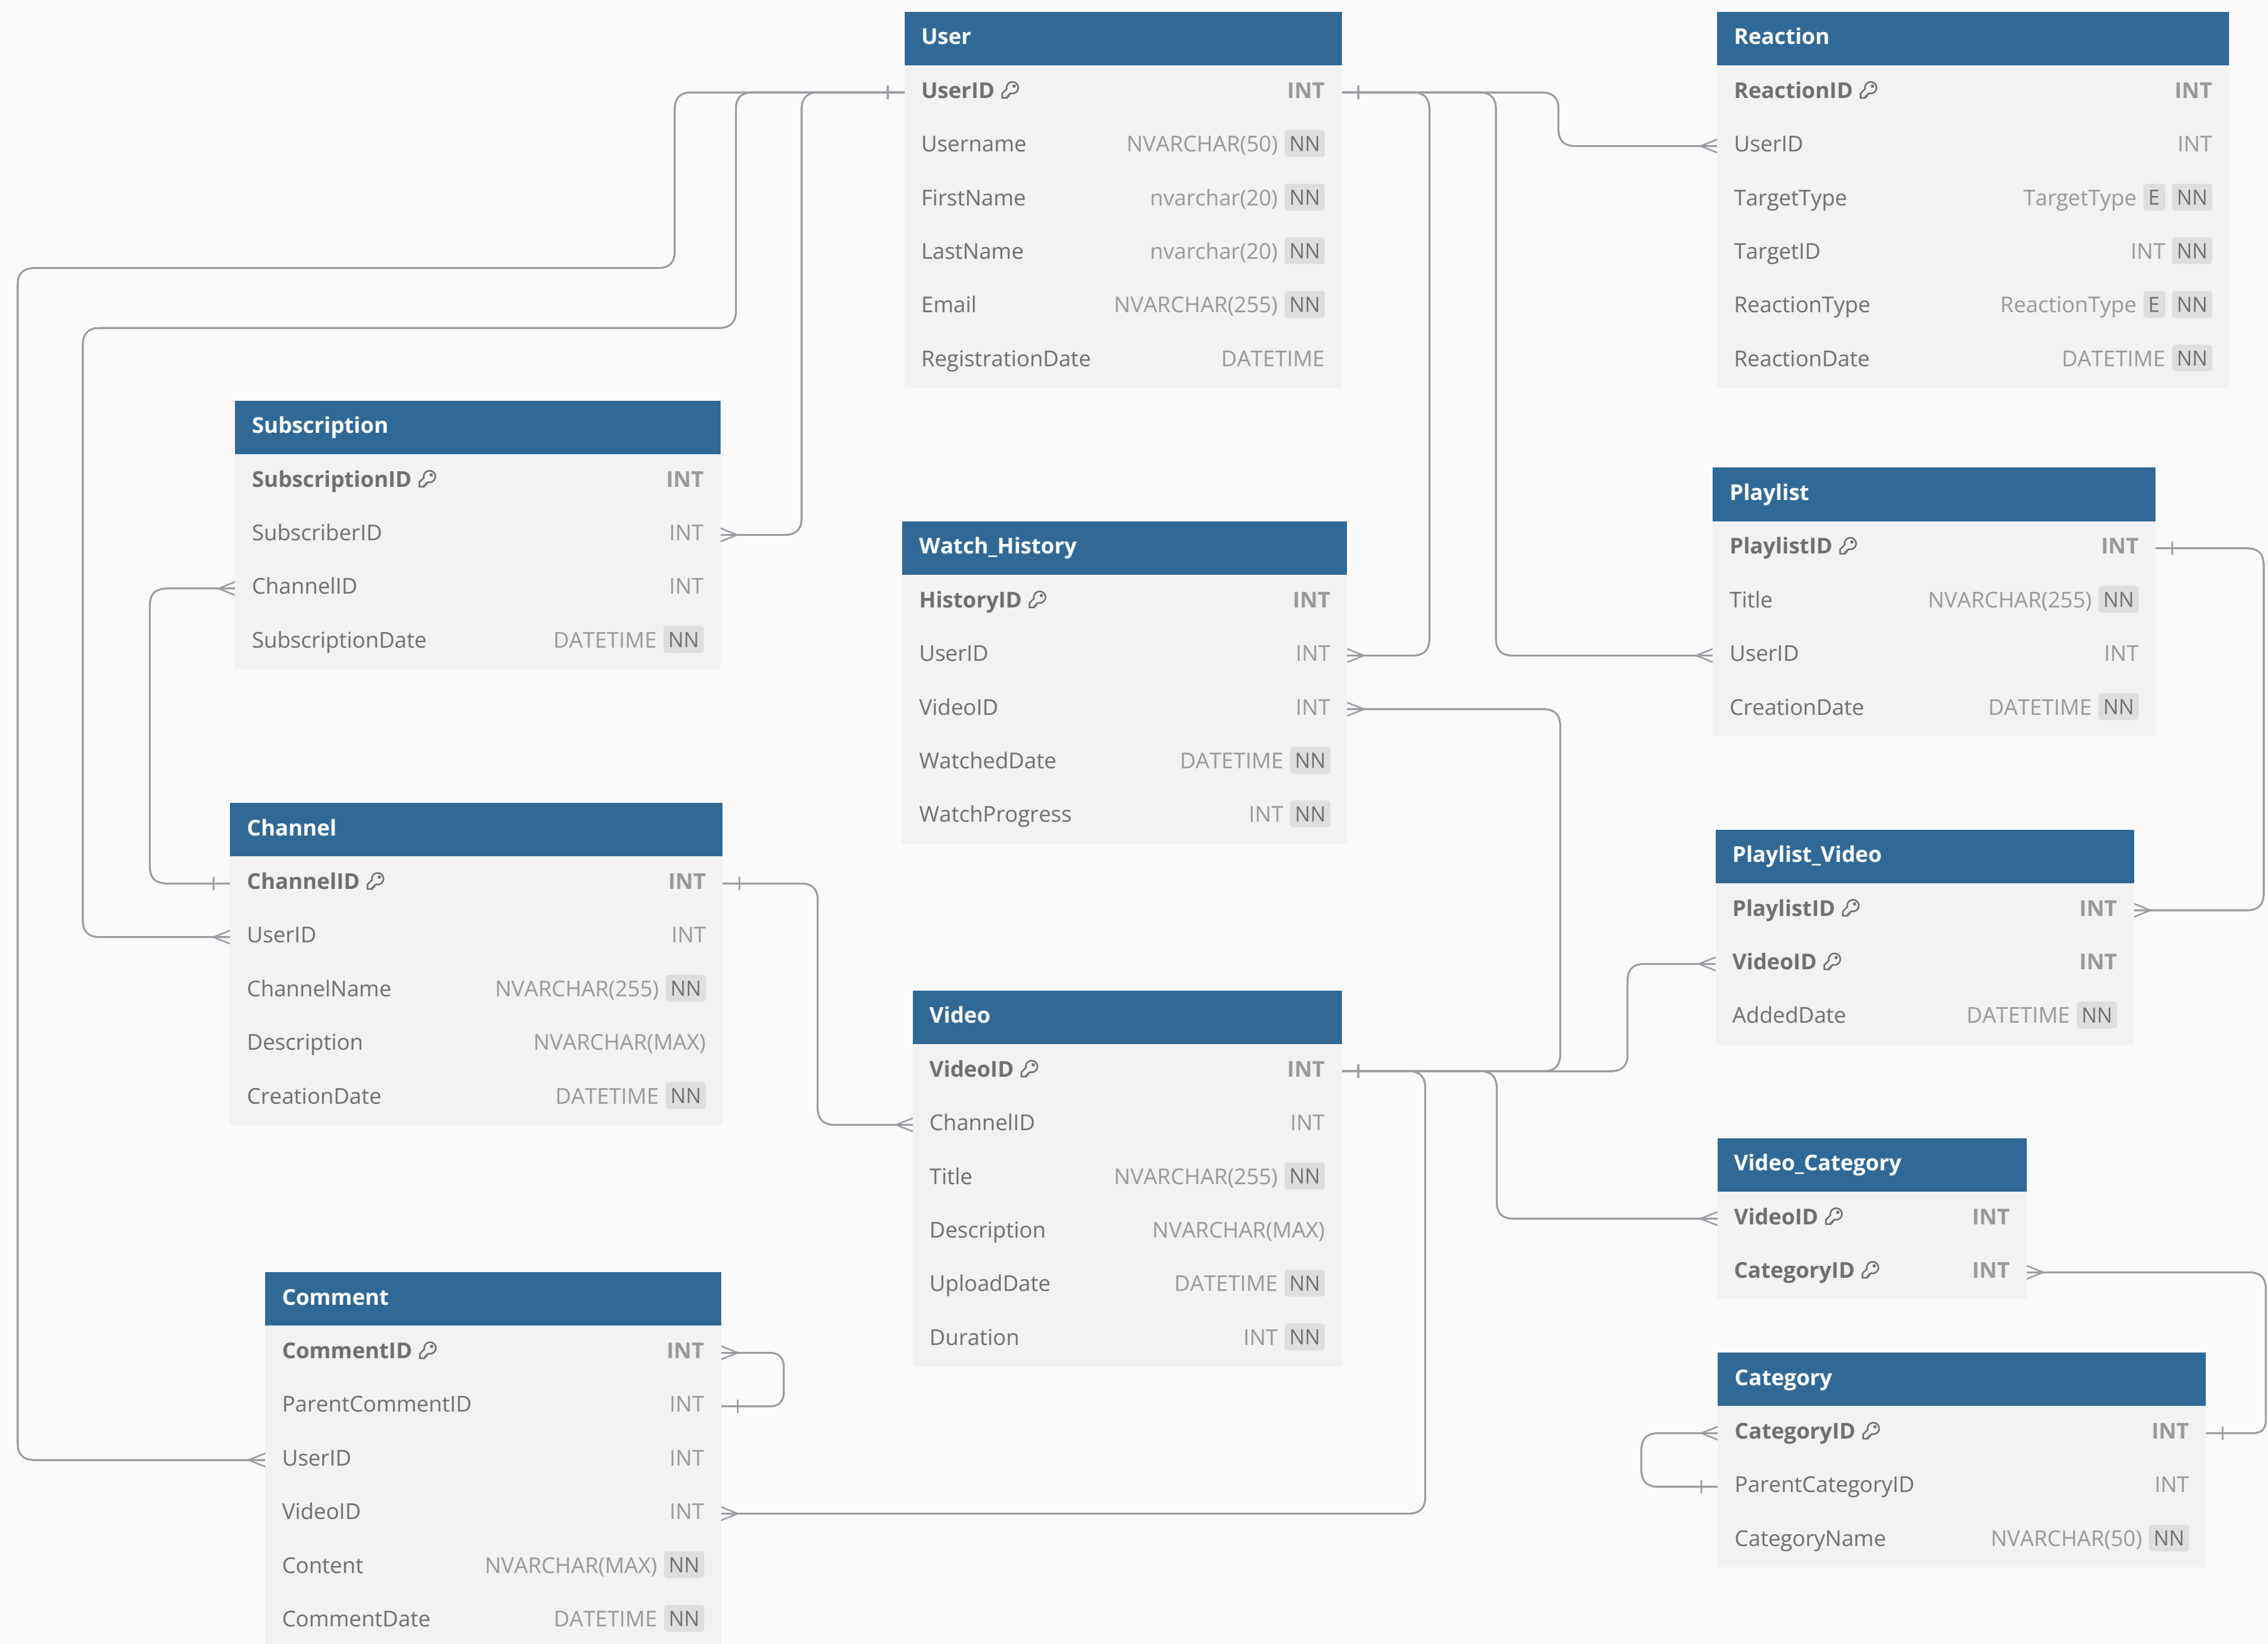 User
UserID INT
Username NVARCHAR(50) NN
FirstName nvarchar(20) NN
LastName nvarchar(20) NN
Email NVARCHAR(255) NN
RegistrationDate DATETIME
Reaction
ReactionID INT
UserID INT
TargetType TargetType E NN
TargetID INT NN
ReactionType ReactionType E NN
ReactionDate DATETIME NN
Subscription
SubscriptionID INT
SubscriberID INT
ChannelID INT
SubscriptionDate DATETIME NN
Watch_History
HistoryID INT
UserID INT
VideoID INT
WatchedDate DATETIME NN
WatchProgress INT NN
Playlist
PlaylistID INT
Title NVARCHAR(255) NN
UserID INT
CreationDate DATETIME NN
Channel
ChannelID INT
UserID INT
ChannelName NVARCHAR(255) NN
Description NVARCHAR(MAX)
CreationDate DATETIME NN
Playlist_Video
PlaylistID INT
VideoID INT
AddedDate DATETIME NN
Video
VideoID INT
ChannelID INT
Title NVARCHAR(255) NN
Description NVARCHAR(MAX)
UploadDate DATETIME NN
Duration INT NN
Video_Category
VideoID INT
CategoryID INT
Comment
CommentID INT
ParentCommentID INT
UserID INT
VideoID INT
Content NVARCHAR(MAX) NN
CommentDate DATETIME NN
Category
CategoryID INT
ParentCategoryID INT
CategoryName NVARCHAR(50) NN